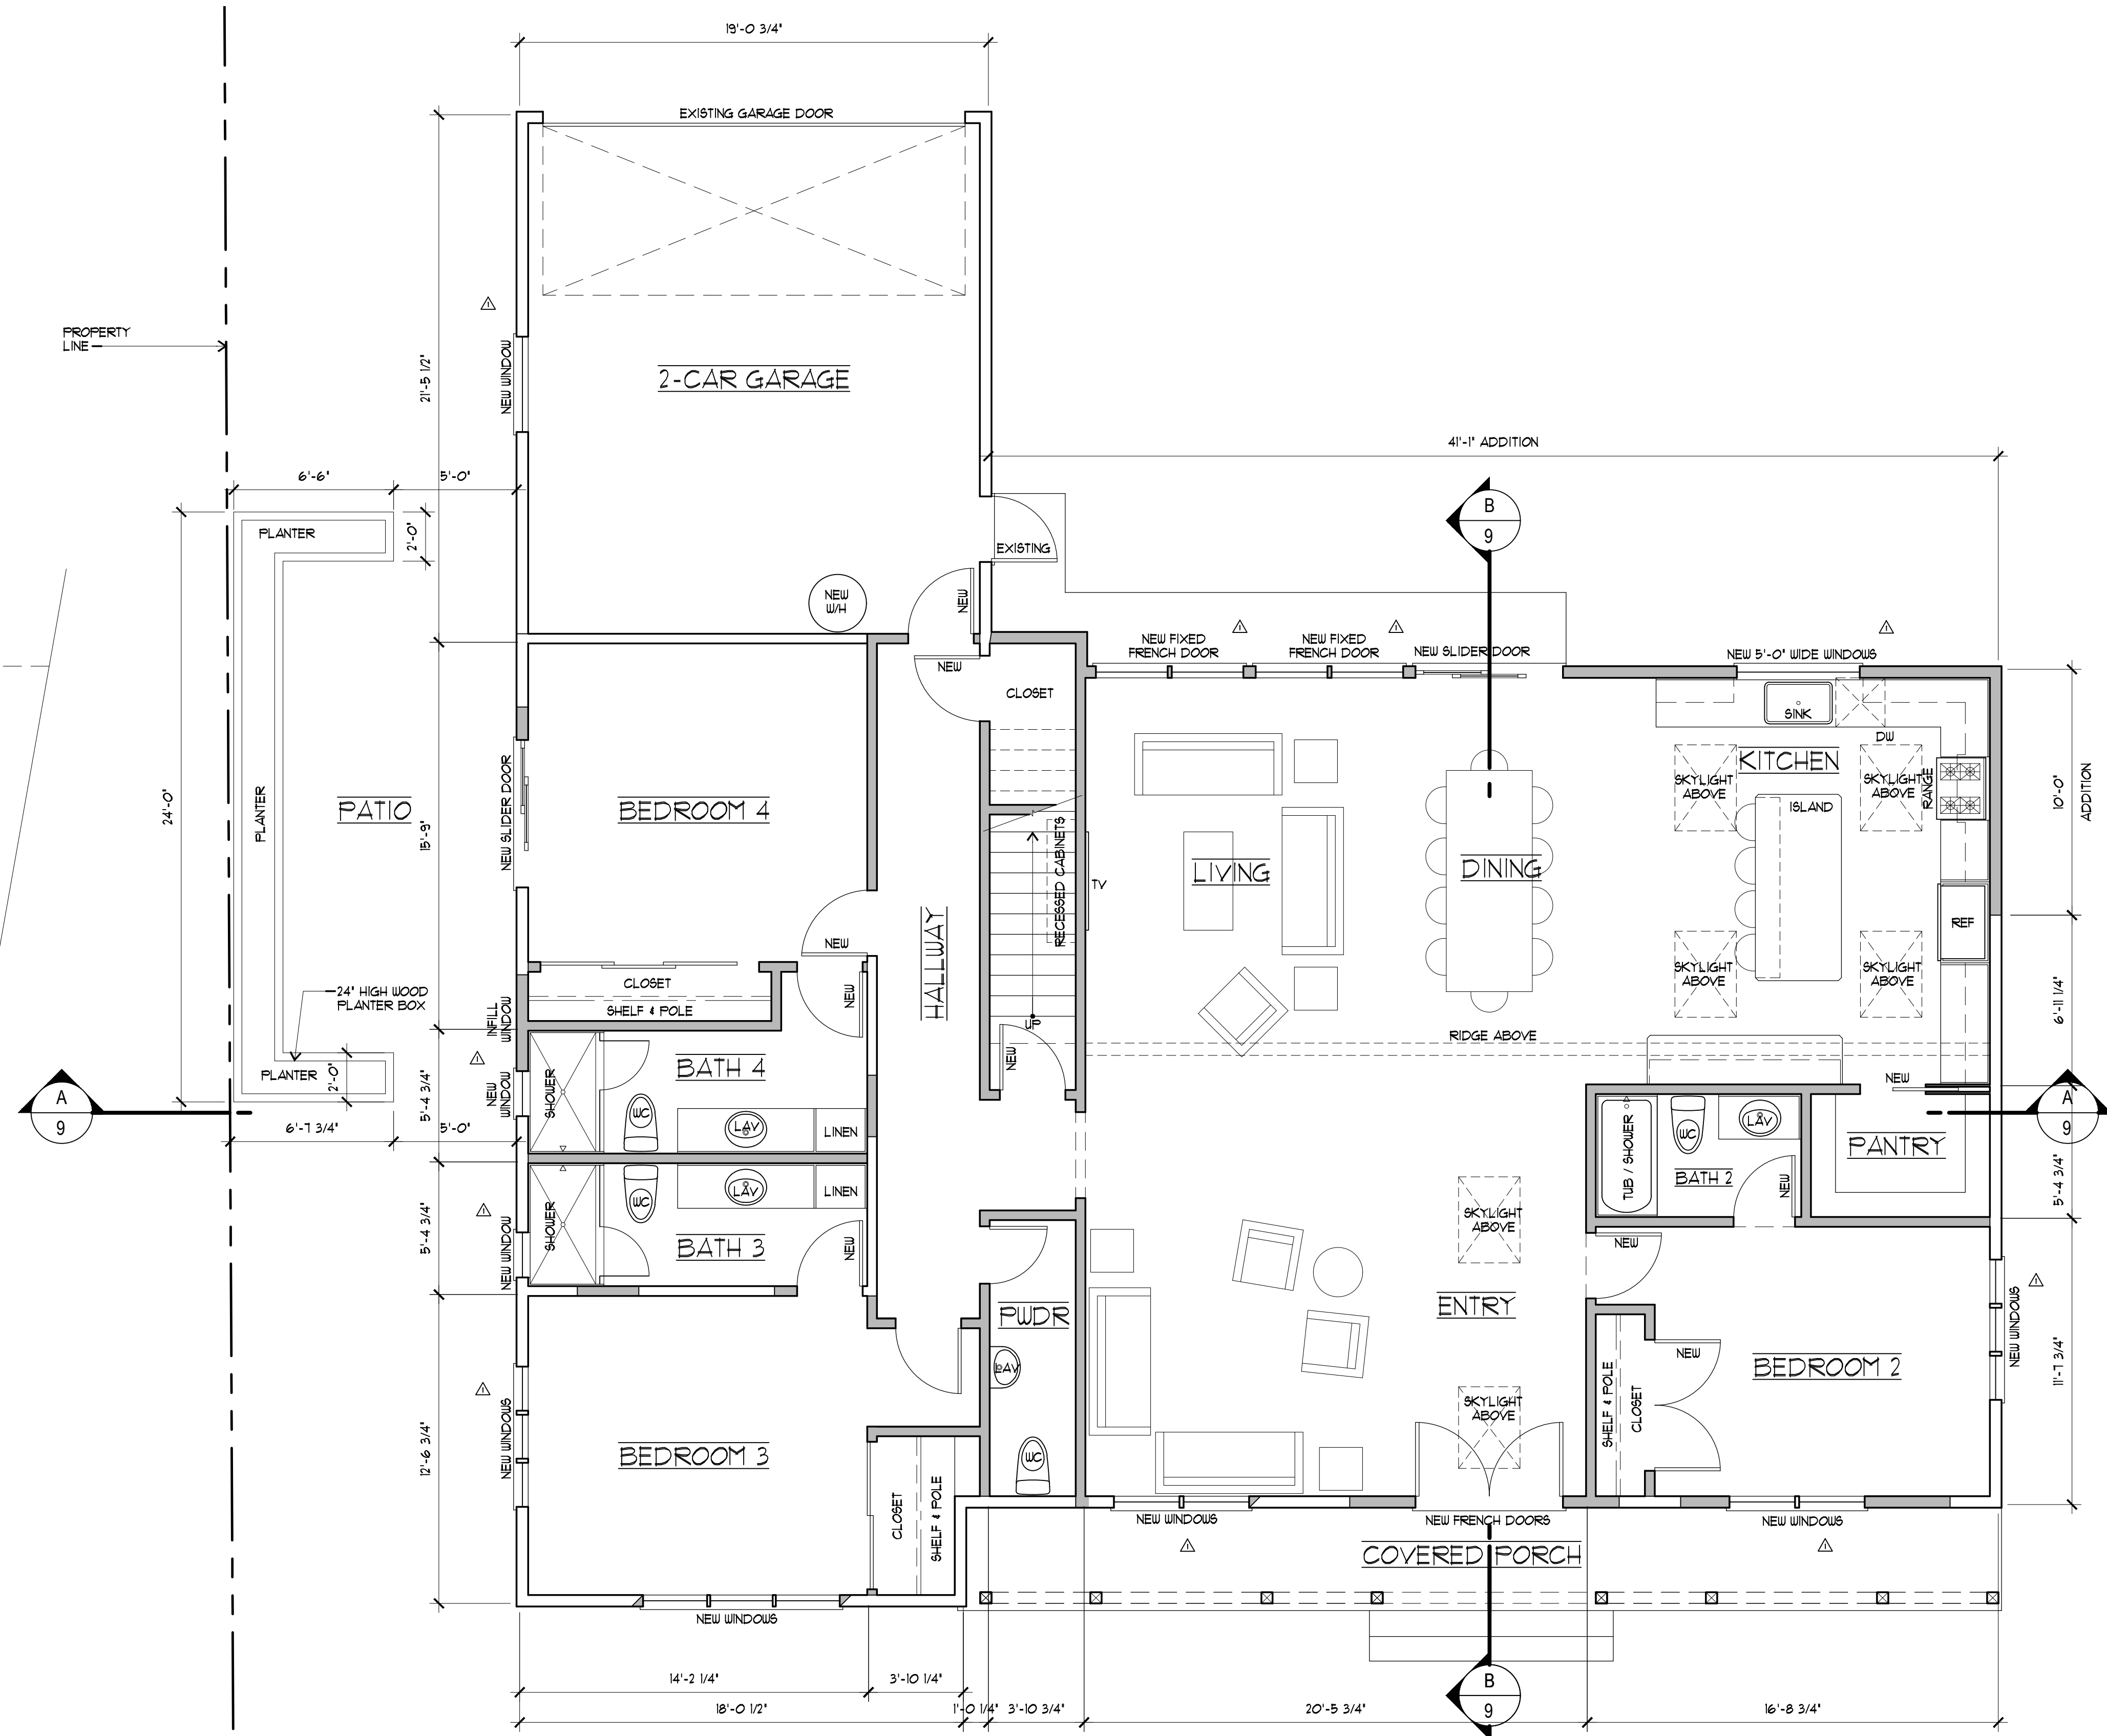 19'-0 3/4"
EXISTING GARAGE DOOR
PROPERTY
LINE
1
21'-5 1/2"
NEW WINDOW
2-CAR GARAGE
41'-1" ADDITION
6'-6"
5'-0"
B
9
PLANTER
2'-0"
EXISTING
NEW
W/H
NEW
1
1
1
NEW FIXED
FRENCH DOOR
NEW FIXED
FRENCH DOOR
NEW SLIDER DOOR
NEW 5'-0" WIDE WINDOWS
NEW
CLOSET
SINK
DW
KITCHEN
24'-0"
PLANTER
PATIO
15'-9"
NEW SLIDER DOOR
BEDROOM 4
RECESSED CABINETS
TV
LIVING
DINING
SKYLIGHT
ABOVE
SKYLIGHT
ABOVE
RANGE
ISLAND
10'-0"
ADDITION
REF
HALLWAY
NEW
CLOSET
SHELF & POLE
NEW
24" HIGH WOOD
PLANTER BOX
INFILL
WINDOW
UP
NEW
SKYLIGHT
ABOVE
SKYLIGHT
ABOVE
6'-11 1/4"
RIDGE ABOVE
1
NEW
WINDOW
BATH 4
SHOWER
WC
LAV
LINEN
PLANTER
2'-0"
5'-4 3/4"
NEW
A
9
A
9
6'-7 3/4"
5'-0"
TUB / SHOWER
WC
LAV
BATH 2
NEW
PANTRY
5'-4 3/4"
5'-4 3/4"
1
NEW WINDOW
SHOWER
WC
LAV
LINEN
BATH 3
NEW
SKYLIGHT
ABOVE
NEW
1
NEW WINDOWS
PWDR
LAV
WC
ENTRY
BEDROOM 2
NEW
SHELF & POLE
CLOSET
11'-7 3/4"
1
NEW WINDOWS
12'-6 3/4"
BEDROOM 3
CLOSET
SHELF & POLE
SKYLIGHT
ABOVE
NEW WINDOWS
NEW FRENCH DOORS
NEW WINDOWS
1
1
COVERED PORCH
NEW WINDOWS
14'-2 1/4"
3'-10 1/4"
18'-0 1/2"
1'-0 1/4"
3'-10 3/4"
20'-5 3/4"
B
9
16'-8 3/4"